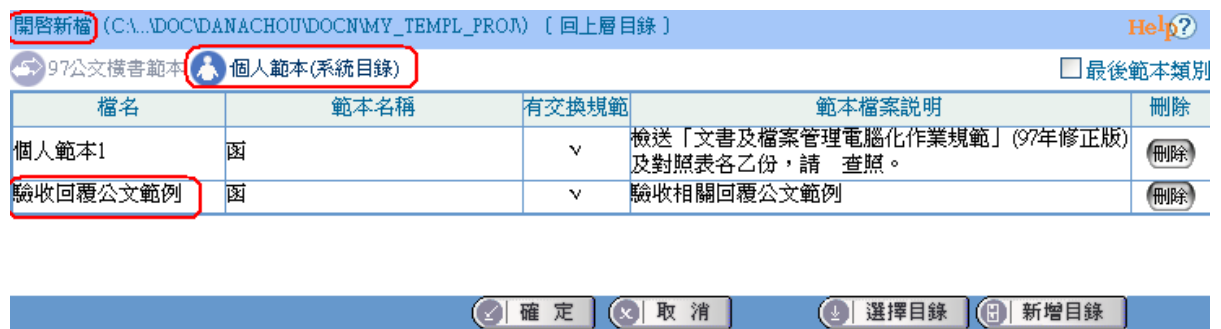 開啓新檔 (C:\...\DOC\DANACHOU\DOCN\MY_TEMPL_PROJ\) 〔 回上層目錄 〕 Help?
97公文橫書範本 個人範本(系統目錄) 最後範本類別
檔名 範本名稱 有交換規範 範本檔案說明 刪除
個人範本1 函 v 檢送「文書及檔案管理電腦化作業規範」(97年修正版)
及對照表各乙份,請 查照。 刪除
驗收回覆公文範例 函 v 驗收相關回覆公文範例 刪除
確 定 取 消 選擇目錄 新增目錄